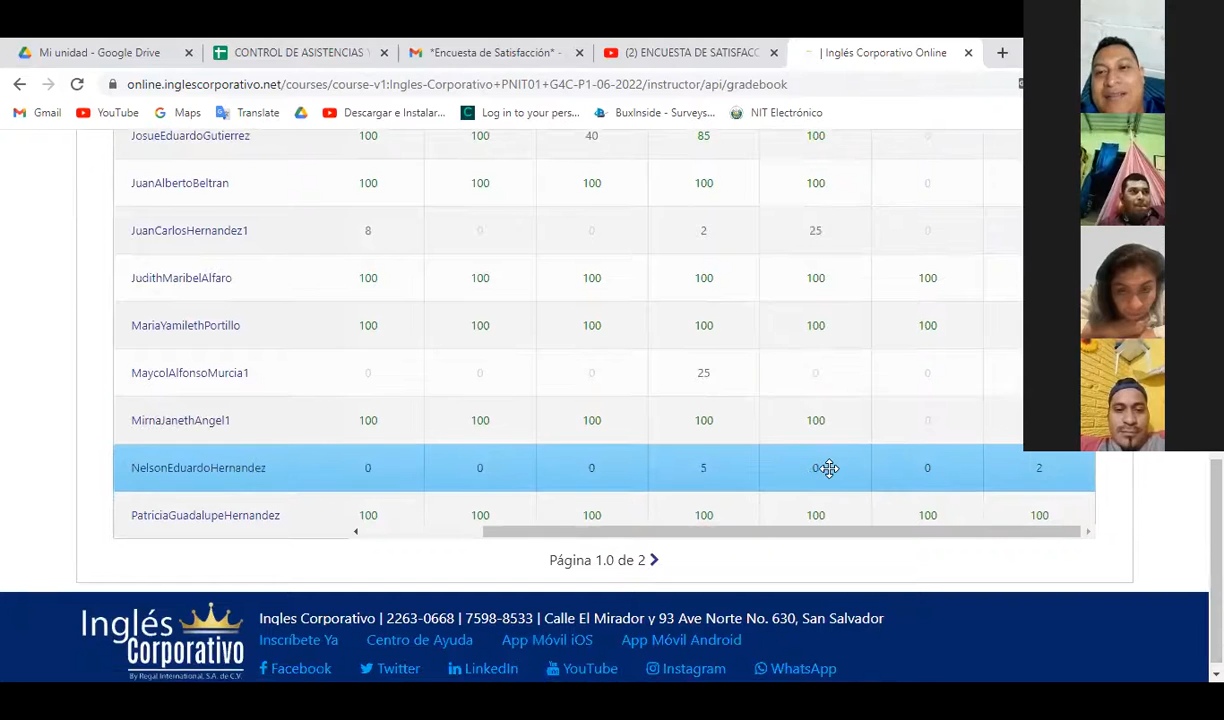 Mi unidad - Google Drive
CONTROL DE ASISTENCIAS Y
*Encuesta de Satisfacción* -
(2) ENCUESTA DE SATISFACC
| Inglés Corporativo Online
online.inglescorporativo.net/courses/course-v1:Ingles-Corporativo+PNIT01+G4C-P1-06-2022/instructor/api/gradebook
Gmail YouTube Maps Translate Descargar e Instalar... Log in to your pers... BuxInside - Surveys... NIT Electrónico
JosueEduardoGutierrez 100 100 40 85 100 0
JuanAlbertoBeltran 100 100 100 100 100 0
JuanCarlosHernandez1 8 0 0 2 25 0
JudithMaribelAlfaro 100 100 100 100 100 100
MariaYamilethPortillo 100 100 100 100 100 100
MaycolAlfonsoMurcia1 0 0 0 25 0 0
MirnaJanethAngel1 100 100 100 100 100 0
NelsonEduardoHernandez 0 0 0 5 0 0 2
PatriciaGuadalupeHernandez 100 100 100 100 100 100 100
Página 1.0 de 2
Inglés Corporativo
By Regal International, S.A. de C.V.
Ingles Corporativo | 2263-0668 | 7598-8533 | Calle El Mirador y 93 Ave Norte No. 630, San Salvador
Inscríbete Ya Centro de Ayuda App Móvil iOS App Móvil Android
Facebook Twitter LinkedIn YouTube Instagram WhatsApp